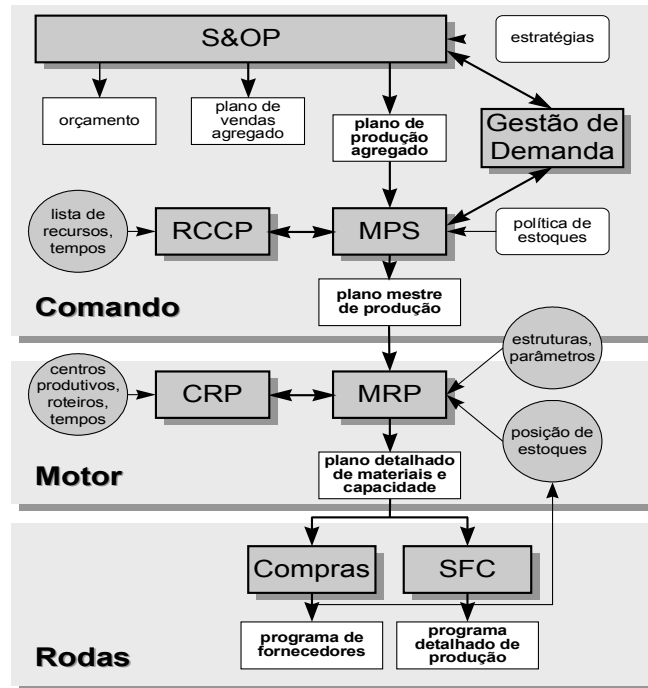 S&OP
estratégias
orçamento
plano de
vendas agregado
plano de
produção
agregado
Gestão de
Demanda
lista de
recursos,
tempos
RCCP
MPS
política de
estoques
Comando
plano mestre
de produção
estruturas,
parâmetros
centros
produtivos,
roteiros,
tempos
CRP
MRP
posição de
estoques
Motor
plano detalhado
de materiais e
capacidade
Compras
SFC
Rodas
programa de
fornecedores
programa
detalhado de
produção